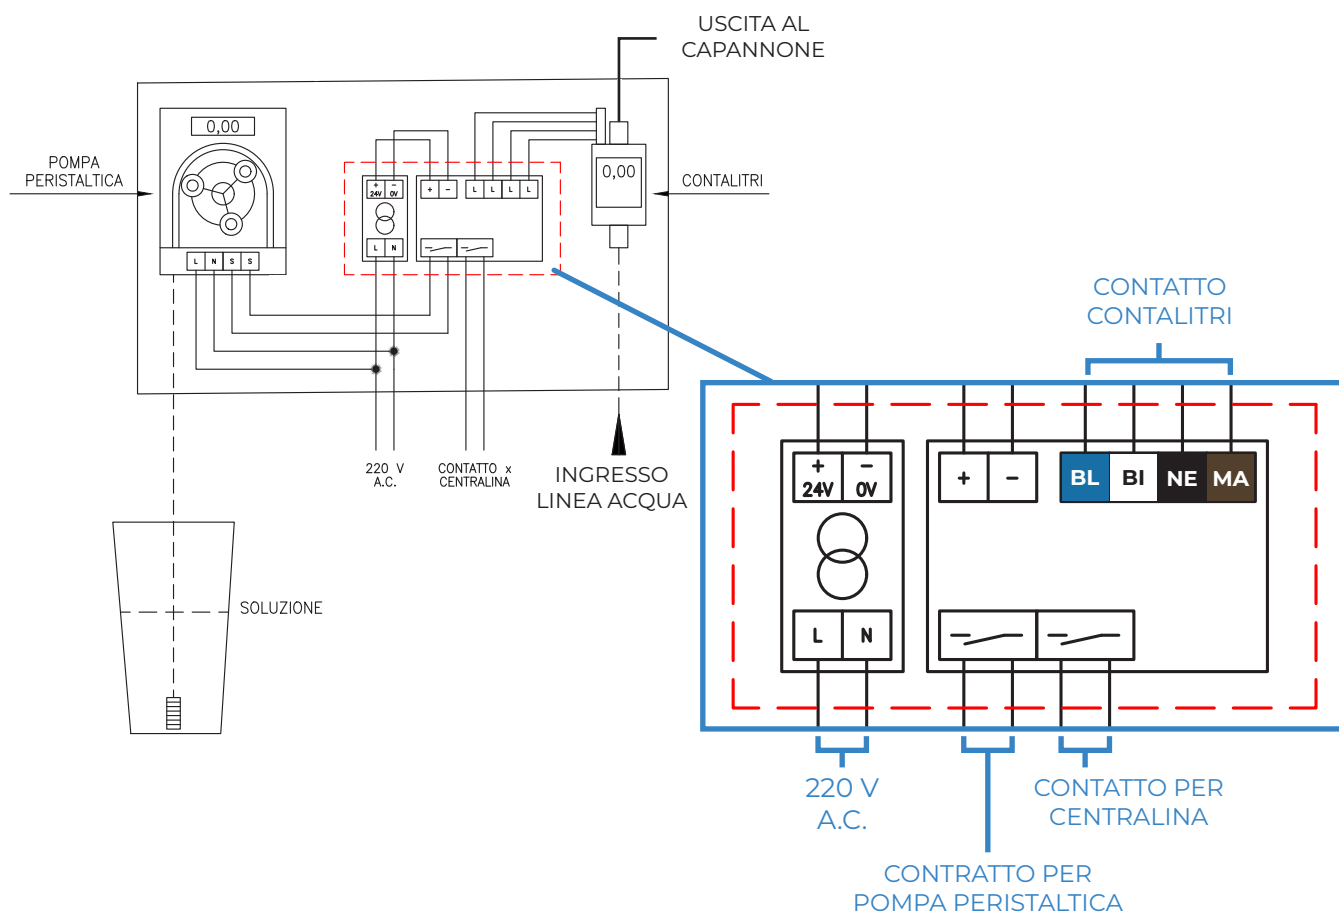 USCITA AL
CAPANNONE
0,00
POMPA
PERISTALTICA
0,00
CONTALITRI
+ -
24V 0V
+ -
L L L L
L N
L N S S
220 V
A.C.
CONTATTO x
CENTRALINA
INGRESSO
LINEA ACQUA
SOLUZIONE
CONTATTO
CONTALITRI
+ -
24V 0V
+ -
BL BI NE MA
L N
220 V
A.C.
CONTATTO PER
CENTRALINA
CONTRATTO PER
POMPA PERISTALTICA